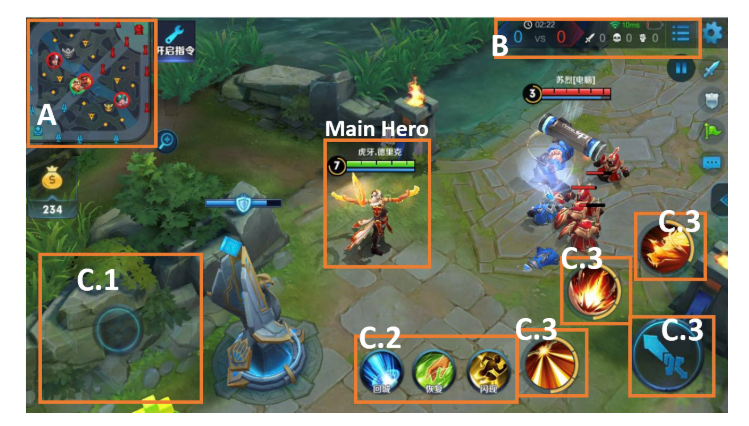 02:22
10ms
0 VS 0 0 0 0
B
开启指令
A
苏烈[电脑]
3
Main Hero
虎牙,德里克
7
S
234
C.3
C.1
C.3
C.2
C.3
C.3
回城
恢复
闪现